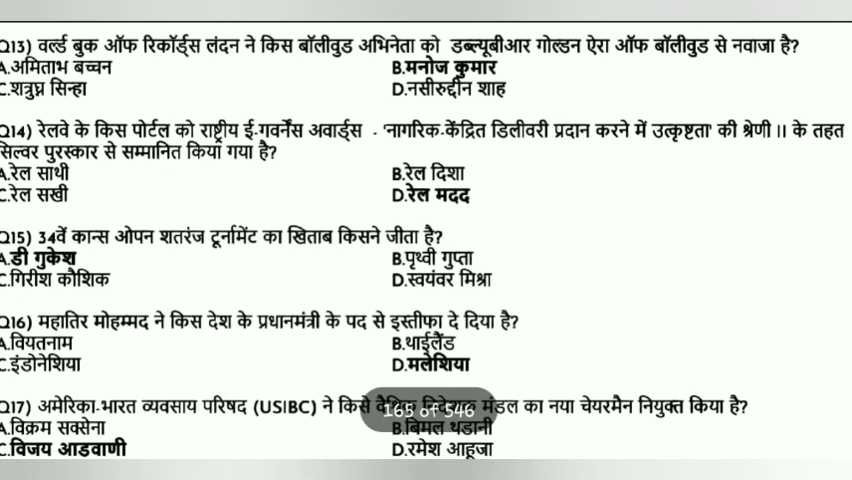 Q13) वर्ल्ड बुक ऑफ रिकॉर्ड्स लंदन ने किस बॉलीवुड अभिनेता को डब्ल्यूबीआर गोल्डन ऐरा ऑफ बॉलीवुड से नवाजा है?
A.अमिताभ बच्चन B.मनोज कुमार
C.शत्रुघ्न सिन्हा D.नसीरुद्दीन शाह
Q14) रेलवे के किस पोर्टल को राष्ट्रीय ई-गवर्नेंस अवार्ड्स - 'नागरिक-केंद्रित डिलीवरी प्रदान करने में उत्कृष्टता' की श्रेणी II के तहत
सिल्वर पुरस्कार से सम्मानित किया गया है?
A.रेल साथी B.रेल दिशा
C.रेल सखी D.रेल मदद
Q15) 34वें कान्स ओपन शतरंज टूर्नामेंट का खिताब किसने जीता है?
A.डी गुकेश B.पृथ्वी गुप्ता
C.गिरीश कौशिक D.स्वयंवर मिश्रा
Q16) महातिर मोहम्मद ने किस देश के प्रधानमंत्री के पद से इस्तीफा दे दिया है?
A.वियतनाम B.थाईलैंड
C.इंडोनेशिया D.मलेशिया
Q17) अमेरिका-भारत व्यवसाय परिषद (USIBC) ने किसे वैश्विक निदेशक मंडल का नया चेयरमैन नियुक्त किया है?
165 of 546
A.विक्रम सक्सेना B.बिमल थडानी
C.विजय आडवाणी D.रमेश आहूजा